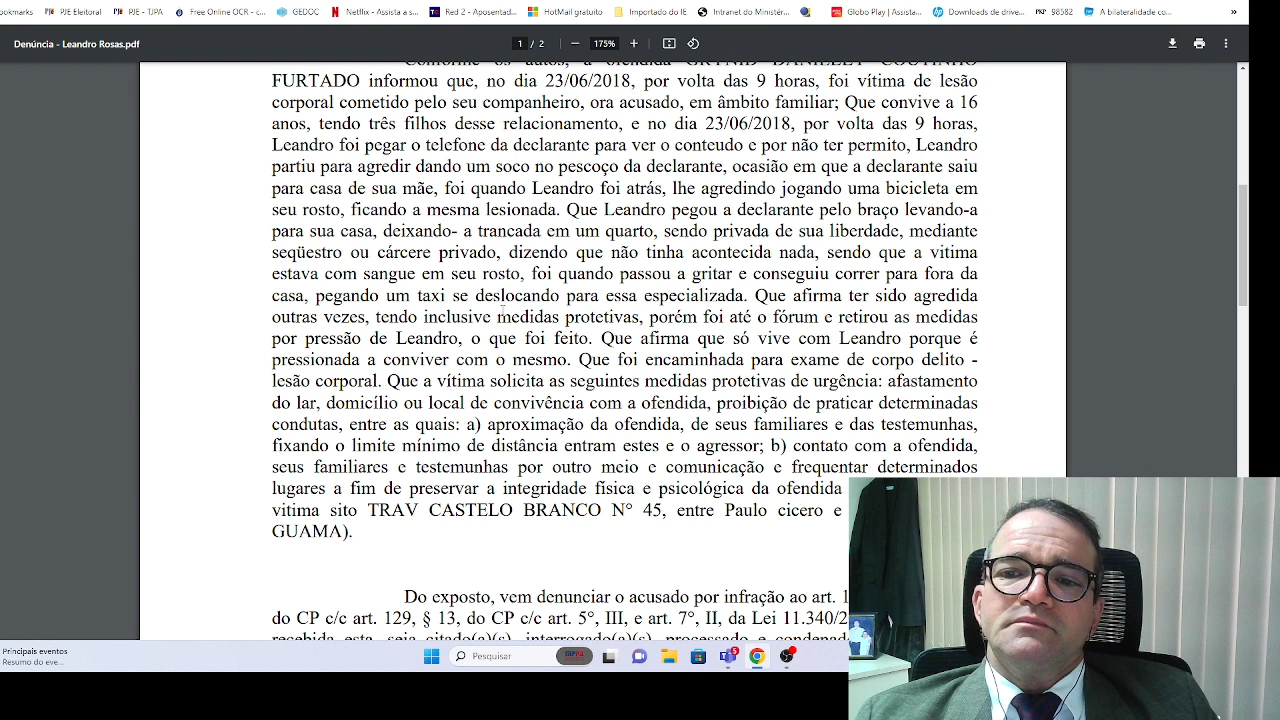 ookmarks
PJE Eleitoral
PJE - TJPA
Free Online OCR - c...
GEDOC
Netflix - Assista a s...
Red 2 - Aposentad...
HotMail gratuito
Importado do IE
Intranet do Ministér...
Globo Play | Assista...
Downloads de drive...
PKP 98582
A bilateralidade co...
»
Denúncia - Leandro Rosas.pdf
1 / 2
175%
FURTADO informou que, no dia 23/06/2018, por volta das 9 horas, foi vítima de lesão
corporal cometido pelo seu companheiro, ora acusado, em âmbito familiar; Que convive a 16
anos, tendo três filhos desse relacionamento, e no dia 23/06/2018, por volta das 9 horas,
Leandro foi pegar o telefone da declarante para ver o conteudo e por não ter permito, Leandro
partiu para agredir dando um soco no pescoço da declarante, ocasião em que a declarante saiu
para casa de sua mãe, foi quando Leandro foi atrás, lhe agredindo jogando uma bicicleta em
seu rosto, ficando a mesma lesionada. Que Leandro pegou a declarante pelo braço levando-a
para sua casa, deixando- a trancada em um quarto, sendo privada de sua liberdade, mediante
seqüestro ou cárcere privado, dizendo que não tinha acontecida nada, sendo que a vitima
estava com sangue em seu rosto, foi quando passou a gritar e conseguiu correr para fora da
casa, pegando um taxi se deslocando para essa especializada. Que afirma ter sido agredida
outras vezes, tendo inclusive medidas protetivas, porém foi até o fórum e retirou as medidas
por pressão de Leandro, o que foi feito. Que afirma que só vive com Leandro porque é
pressionada a conviver com o mesmo. Que foi encaminhada para exame de corpo delito -
lesão corporal. Que a vítima solicita as seguintes medidas protetivas de urgência: afastamento
do lar, domicílio ou local de convivência com a ofendida, proibição de praticar determinadas
condutas, entre as quais: a) aproximação da ofendida, de seus familiares e das testemunhas,
fixando o limite mínimo de distância entram estes e o agressor; b) contato com a ofendida,
seus familiares e testemunhas por outro meio e comunicação e frequentar determinados
lugares a fim de preservar a integridade física e psicológica da ofendida
vitima sito TRAV CASTELO BRANCO N° 45, entre Paulo cicero e
GUAMA).
Do exposto, vem denunciar o acusado por infração ao art. 1
do CP c/c art. 129, § 13, do CP c/c art. 5°, III, e art. 7°, II, da Lei 11.340/2
recebida esta, seja citado(a)(s), interrogado(a)(s), processado e condenad
Principais eventos
Resumo do eve...
Pesquisar
MPPA
5